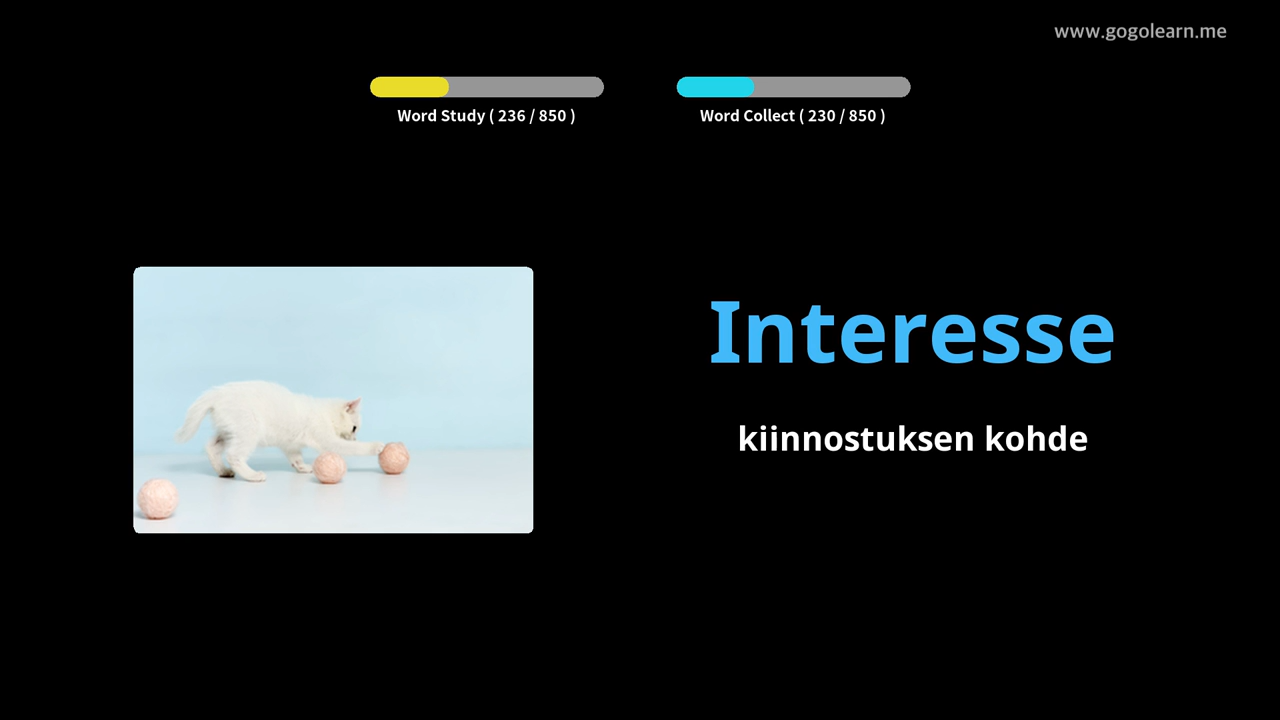 www.gogolearn.me
Word Study ( 236 / 850 )
Word Collect ( 230 / 850 )
Interesse
kiinnostuksen kohde